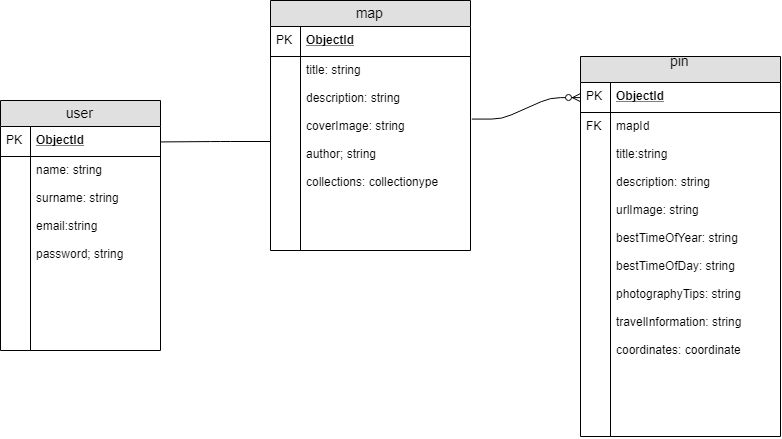 user
PK ObjectId
name: string
surname: string
email:string
password; string
map
PK ObjectId
title: string
description: string
coverImage: string
author; string
collections: collectionype
pin
PK ObjectId
FK mapId
title:string
description: string
urlImage: string
bestTimeOfYear: string
bestTimeOfDay: string
photographyTips: string
travelInformation: string
coordinates: coordinate